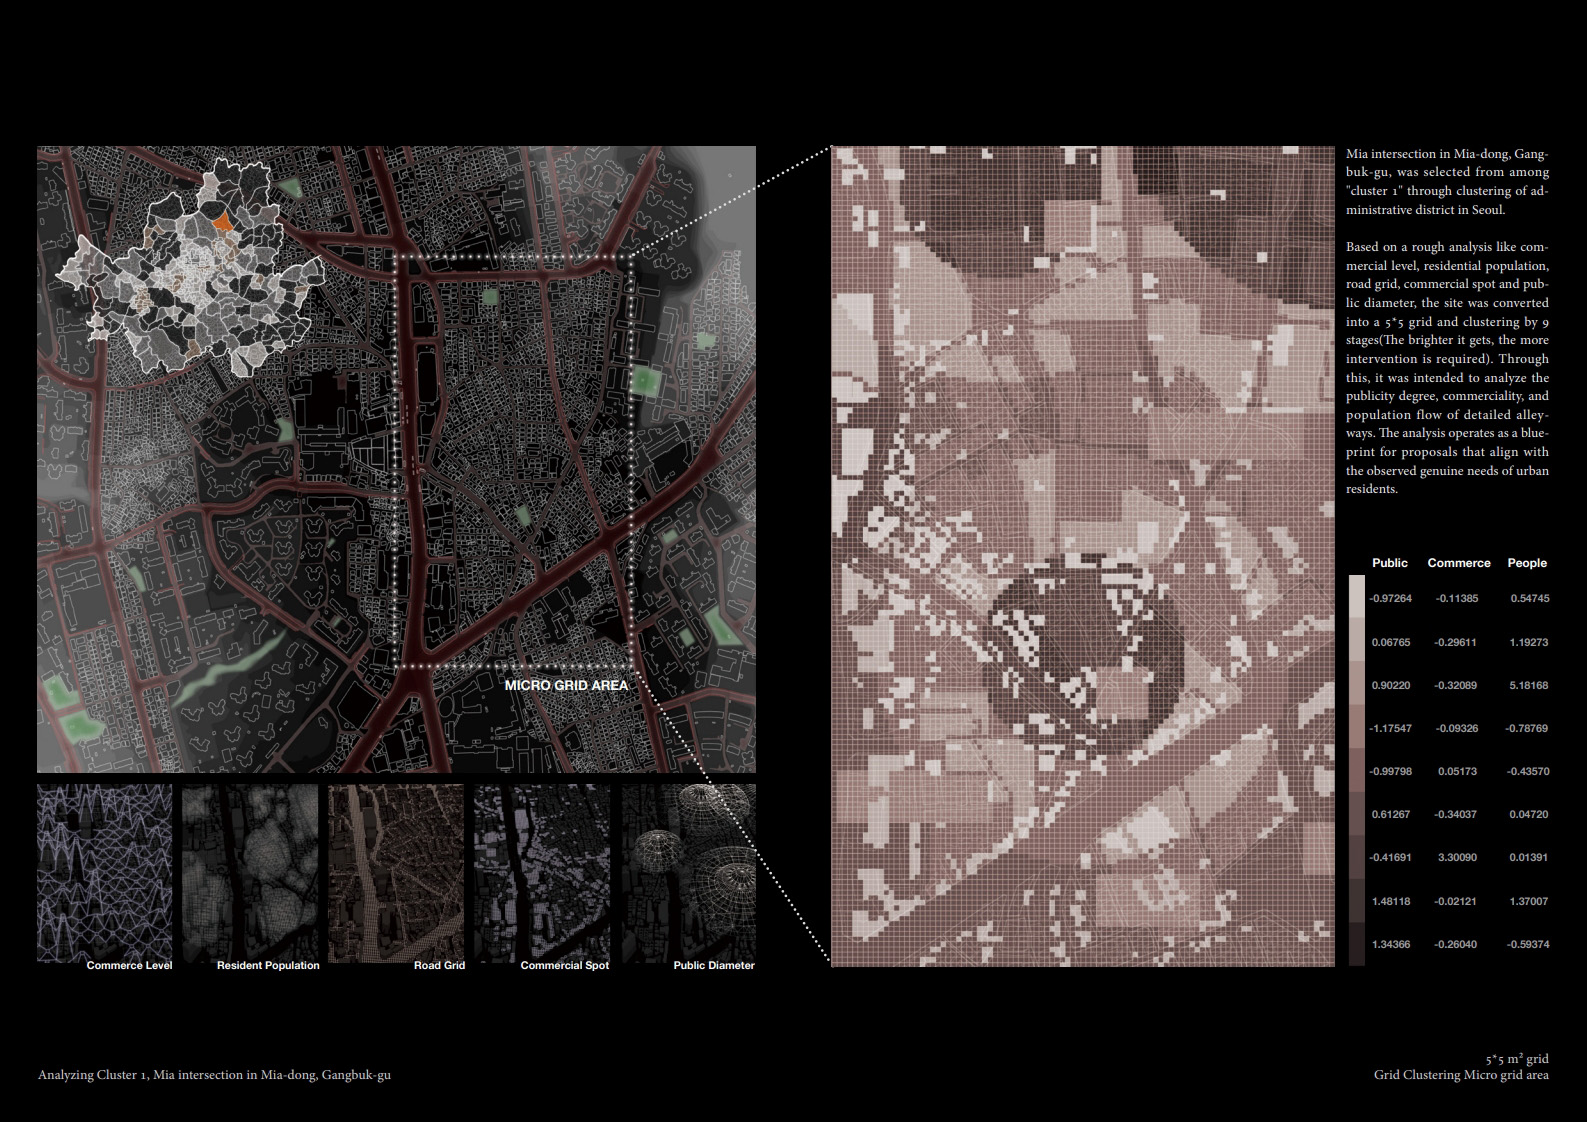 MICRO GRID AREA
Commerce Level
Resident Population
Road Grid
Commercial Spot
Public Diameter
Mia intersection in Mia-dong, Gang-
buk-gu, was selected from among
"cluster 1" through clustering of ad-
ministrative district in Seoul.
Based on a rough analysis like com-
mercial level, residential population,
road grid, commercial spot and pub-
lic diameter, the site was converted
into a 5*5 grid and clustering by 9
stages(The brighter it gets, the more
intervention is required). Through
this, it was intended to analyze the
publicity degree, commerciality, and
population flow of detailed alley-
ways. The analysis operates as a blue-
print for proposals that align with
the observed genuine needs of urban
residents.
Public Commerce People
-0.97264 -0.11385 0.54745
0.06765 -0.29611 1.19273
0.90220 -0.32089 5.18168
-1.17547 -0.09326 -0.78769
-0.99798 0.05173 -0.43570
0.61267 -0.34037 0.04720
-0.41691 3.30090 0.01391
1.48118 -0.02121 1.37007
1.34366 -0.26040 -0.59374
Analyzing Cluster 1, Mia intersection in Mia-dong, Gangbuk-gu
5*5 m² grid
Grid Clustering Micro grid area